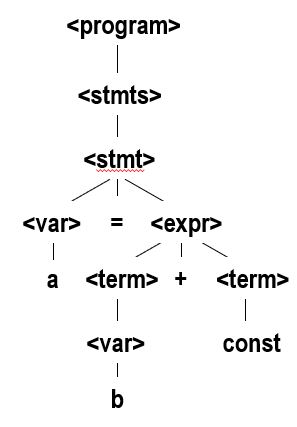 <program>
<stmts>
<stmt>
<var> = <expr>
a <term> + <term>
<var> const
b